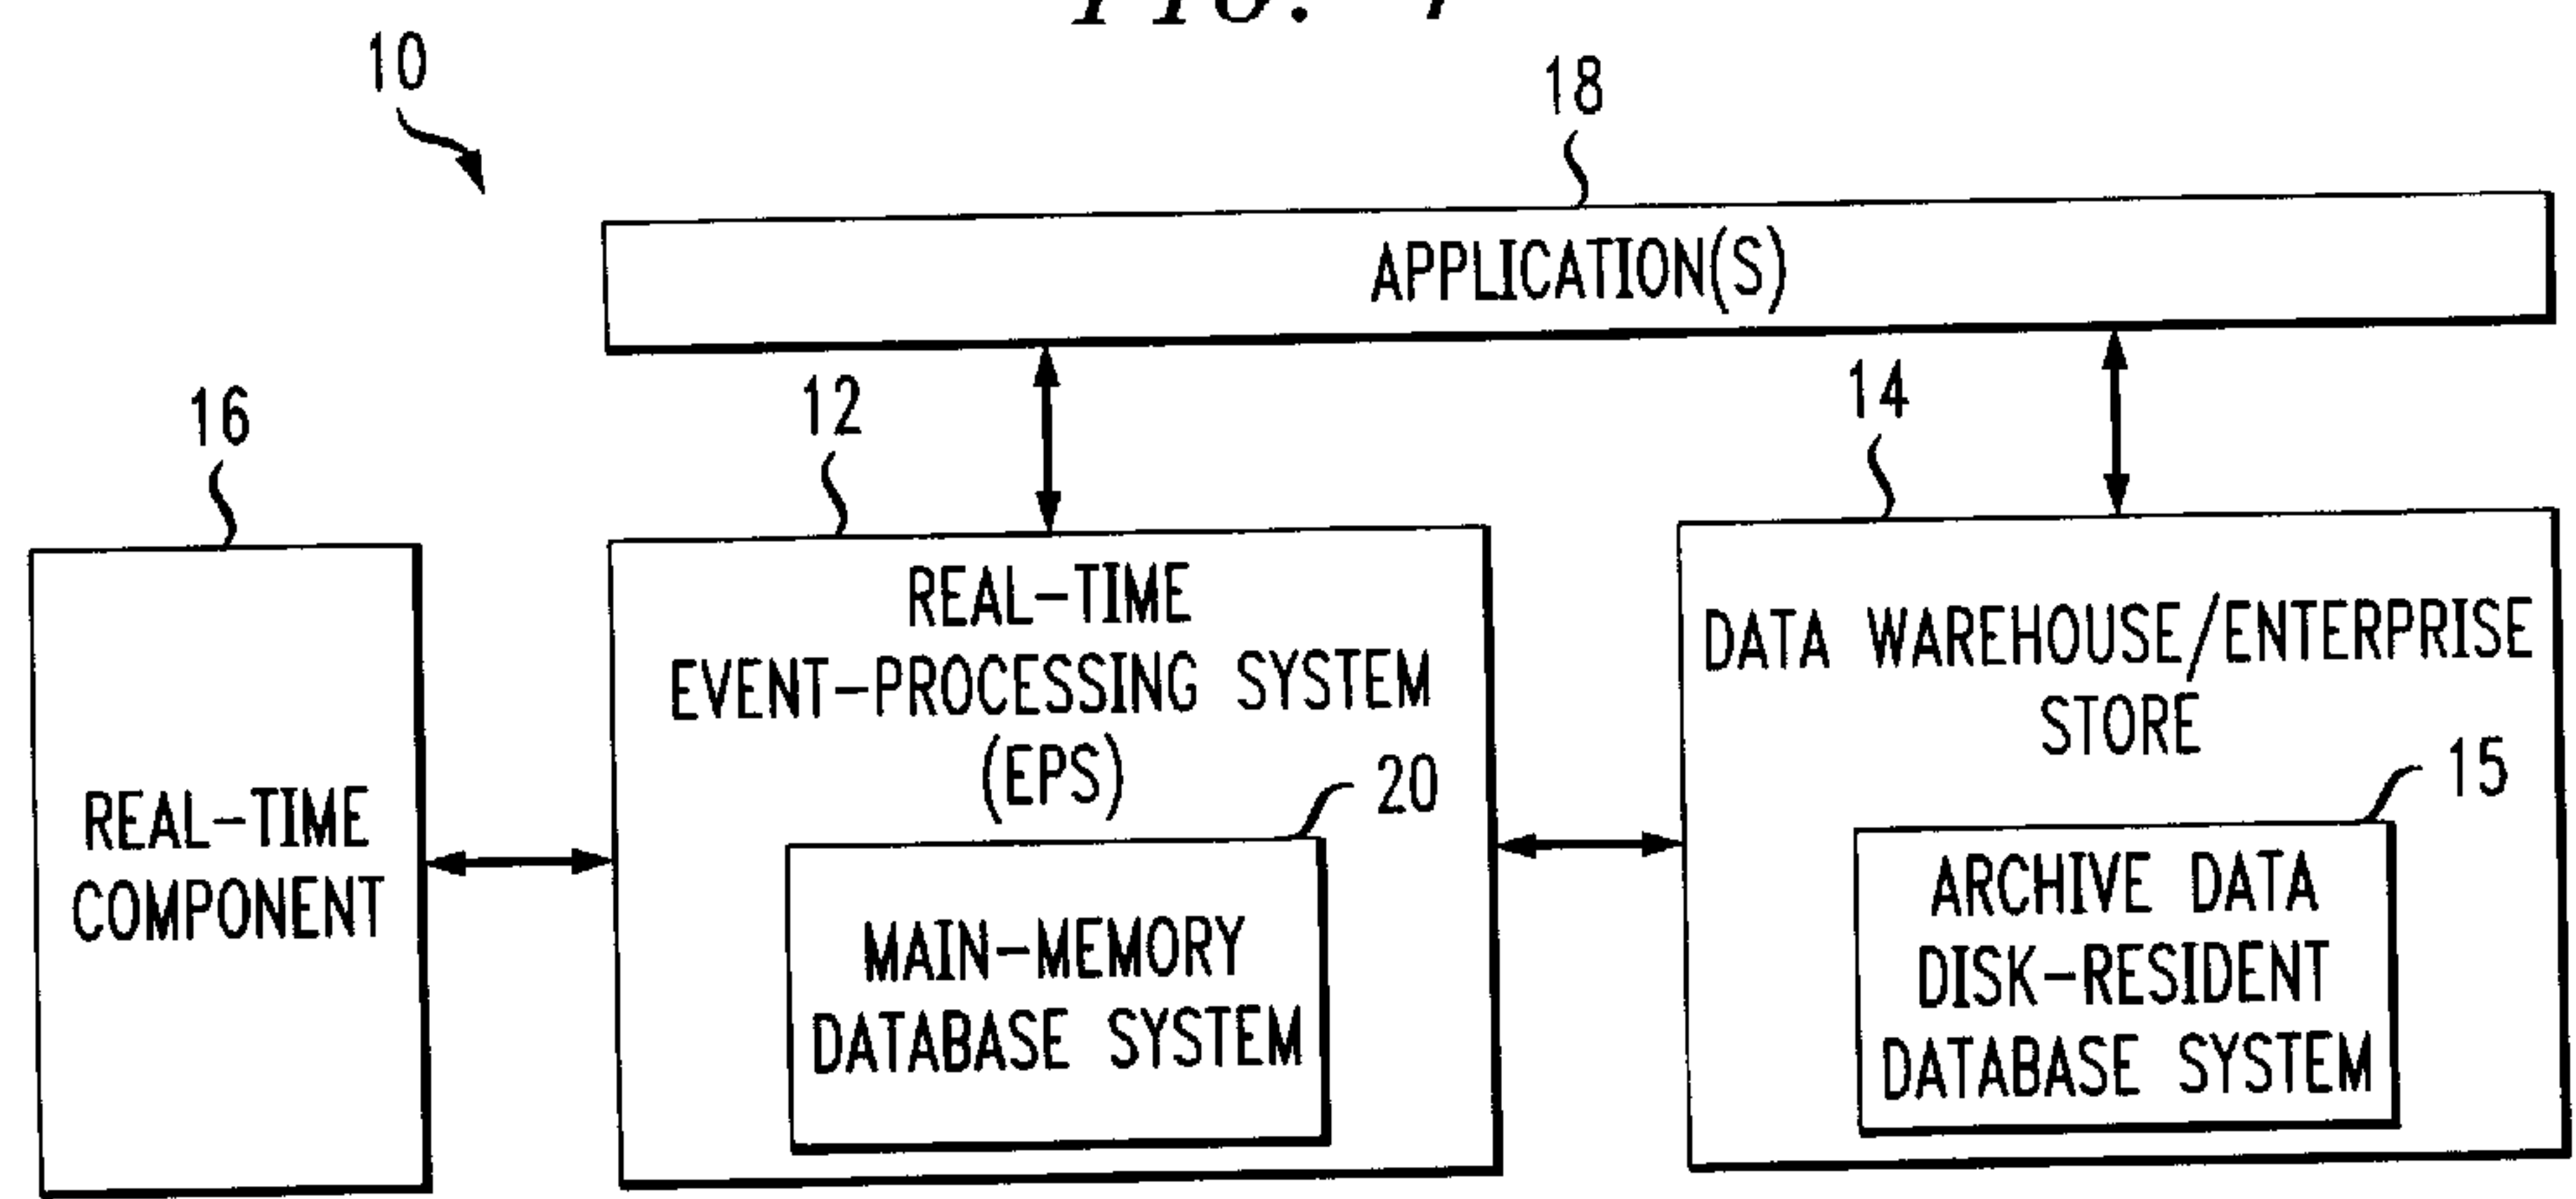 FIG.
10
18
APPLICATION(S)
16
12
14
REAL-TIME
COMPONENT
REAL-TIME
EVENT-PROCESSING SYSTEM
(EPS)
20
MAIN-MEMORY
DATABASE SYSTEM
DATA WAREHOUSE/ENTERPRISE
STORE
15
ARCHIVE DATA
DISK-RESIDENT
DATABASE SYSTEM